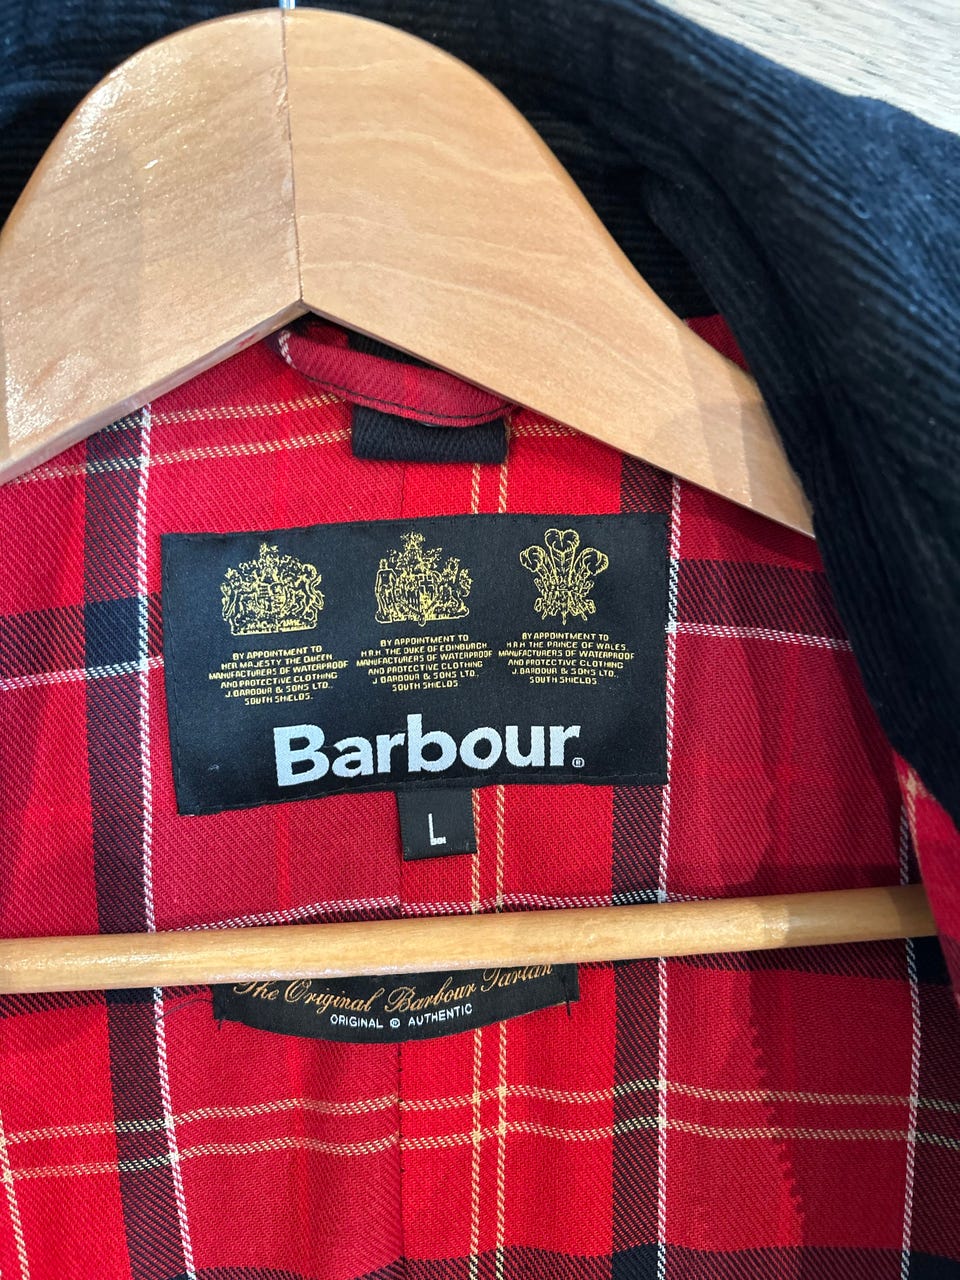 BY APPOINTMENT TO
HER MAJESTY THE QUEEN
MANUFACTURERS OF WATERPROOF
AND PROTECTIVE CLOTHING
J. BARBOUR & SONS LTD.,
SOUTH SHIELDS.
BY APPOINTMENT TO
H.R.H. THE DUKE OF EDINBURGH
MANUFACTURERS OF WATERPROOF
AND PROTECTIVE CLOTHING
J. BARBOUR & SONS LTD.,
SOUTH SHIELDS.
BY APPOINTMENT TO
H.R.H. THE PRINCE OF WALES
MANUFACTURERS OF WATERPROOF
AND PROTECTIVE CLOTHING
J. BARBOUR & SONS LTD.,
SOUTH SHIELDS.
Barbour®
L
The Original Barbour Tartan
ORIGINAL ® AUTHENTIC